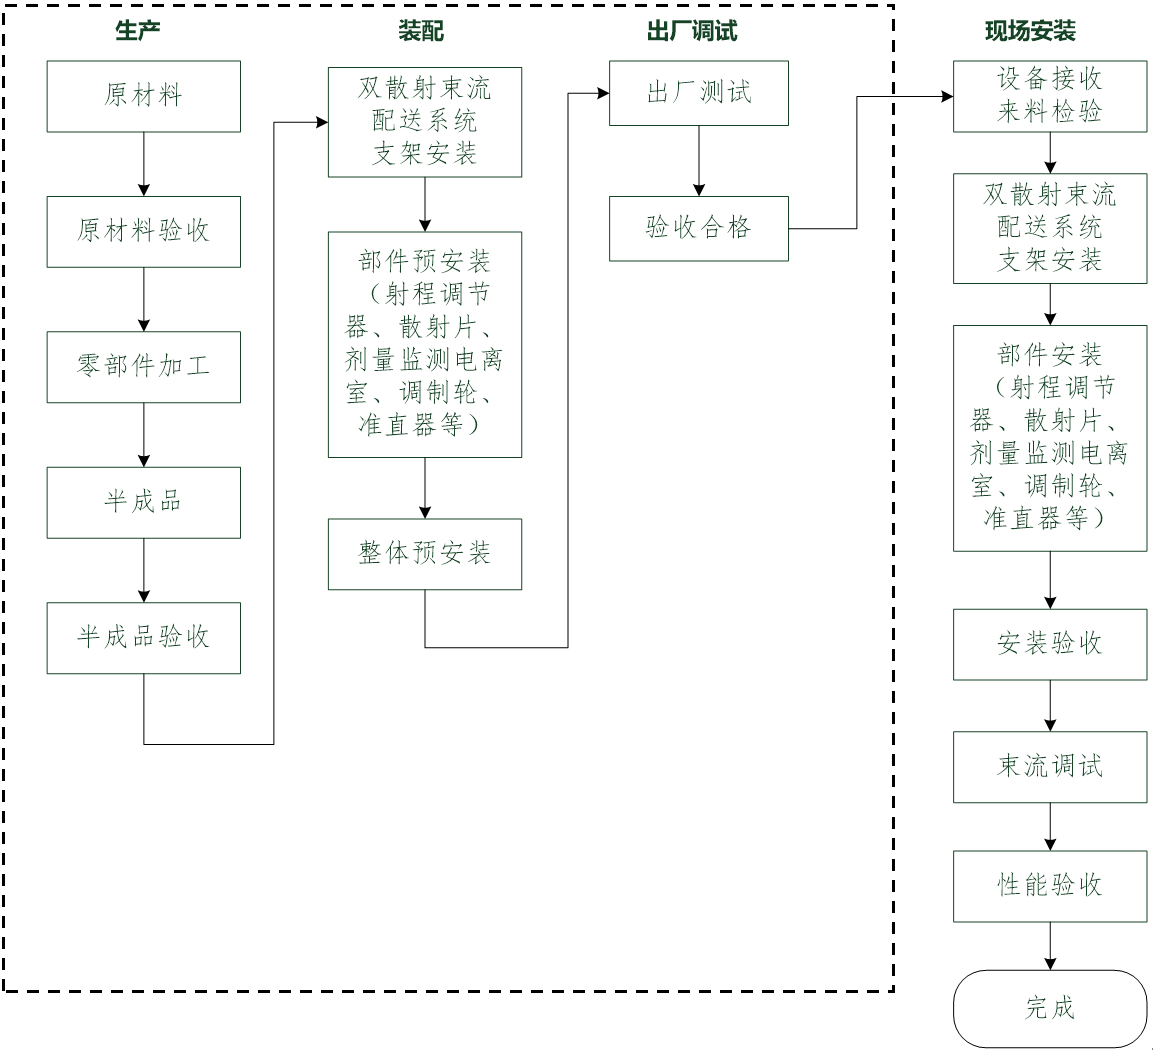 生产
原材料
原材料验收
零部件加工
半成品
半成品验收
装配
双散射束流
配送系统
支架安装
部件预安装
（射程调节
器、散射片、
剂量监测电离
室、调制轮、
准直器等）
整体预安装
出厂调试
出厂测试
验收合格
现场安装
设备接收
来料检验
双散射束流
配送系统
支架安装
部件安装
（射程调节
器、散射片、
剂量监测电离
室、调制轮、
准直器等）
安装验收
束流调试
性能验收
完成